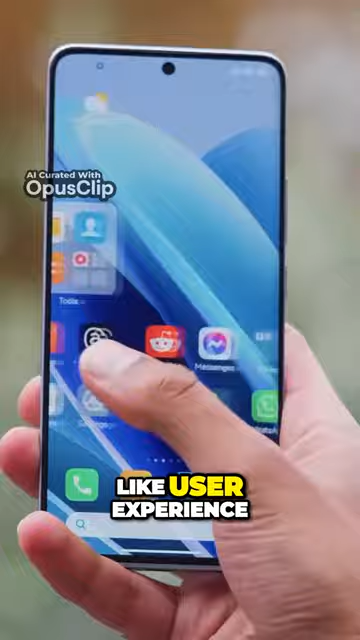 AI Curated With
OpusClip
Tools
Messenger
LIKE USER
EXPERIENCE